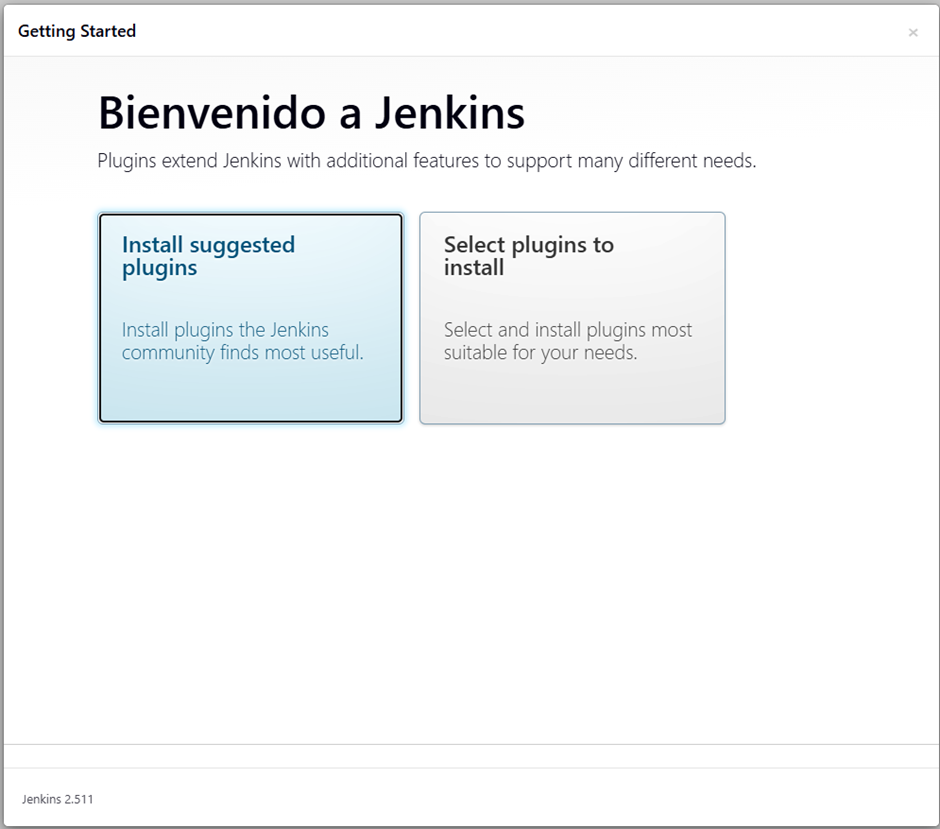 Getting Started
×
Bienvenido a Jenkins
Plugins extend Jenkins with additional features to support many different needs.
Install suggested
plugins
Install plugins the Jenkins
community finds most useful.
Select plugins to
install
Select and install plugins most
suitable for your needs.
Jenkins 2.511